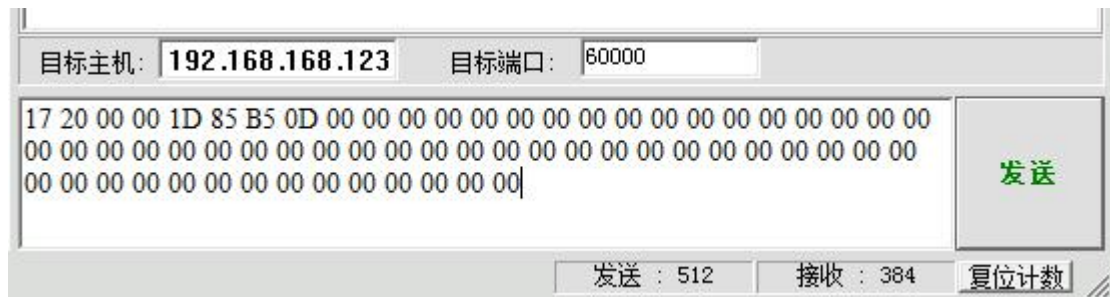 目标主机: 192.168.168.123 目标端口: 60000
17 20 00 00 1D 85 B5 0D 00 00 00 00 00 00 00 00 00 00 00 00 00 00 00 00 00
00 00 00 00 00 00 00 00 00 00 00 00 00 00 00 00 00 00 00 00 00 00 00 00 00
00 00 00 00 00 00 00 00 00 00 00 00 00 00
发送
发送 : 512 接收 : 384 复位计数